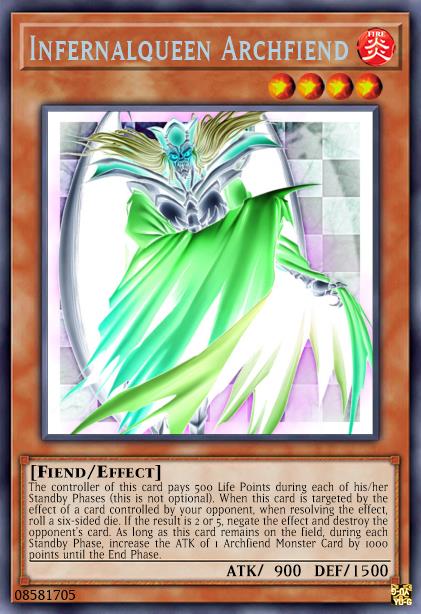 INFERNALQUEEN ARCHFIEND
FIRE
炎
[FIEND/EFFECT]
The controller of this card pays 500 Life Points during each of his/her
Standby Phases (this is not optional). When this card is targeted by the
effect of a card controlled by your opponent, when resolving the effect,
roll a six-sided die. If the result is 2 or 5, negate the effect and destroy the
opponent's card. As long as this card remains on the field, during each
Standby Phase, increase the ATK of 1 Archfiend Monster Card by 1000
points until the End Phase.
ATK/ 900 DEF/1500
08581705